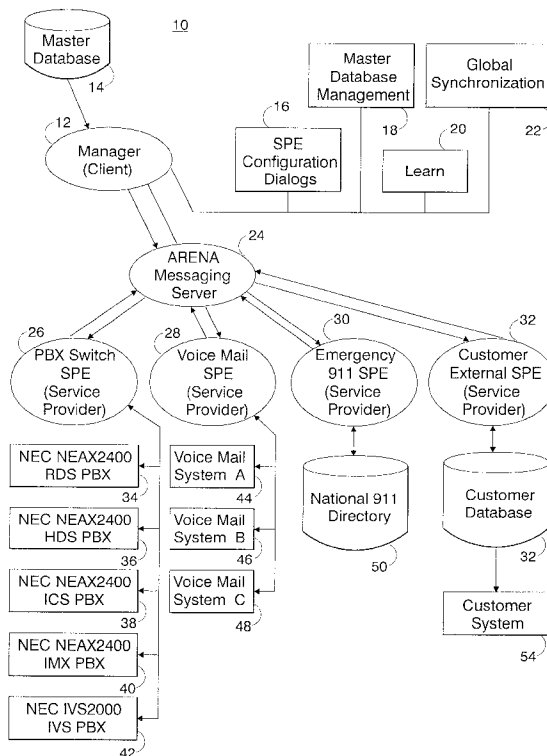 10
Master
Database
14
12
Manager
(Client)
16
SPE
Configuration
Dialogs
Master
Database
Management
18
20
Learn
Global
Synchronization
22
24
ARENA
Messaging
Server
26
PBX Switch
SPE
(Service
Provider)
28
Voice Mail
SPE
(Service
Provider)
30
Emergency
911 SPE
(Service
Provider)
32
Customer
External SPE
(Service
Provider)
NEC NEAX2400
RDS PBX
34
NEC NEAX2400
HDS PBX
36
NEC NEAX2400
ICS PBX
38
NEC NEAX2400
IMX PBX
40
NEC IVS2000
IVS PBX
42
Voice Mail
System A
44
Voice Mail
System B
46
Voice Mail
System C
48
National 911
Directory
50
Customer
Database
32
Customer
System
54